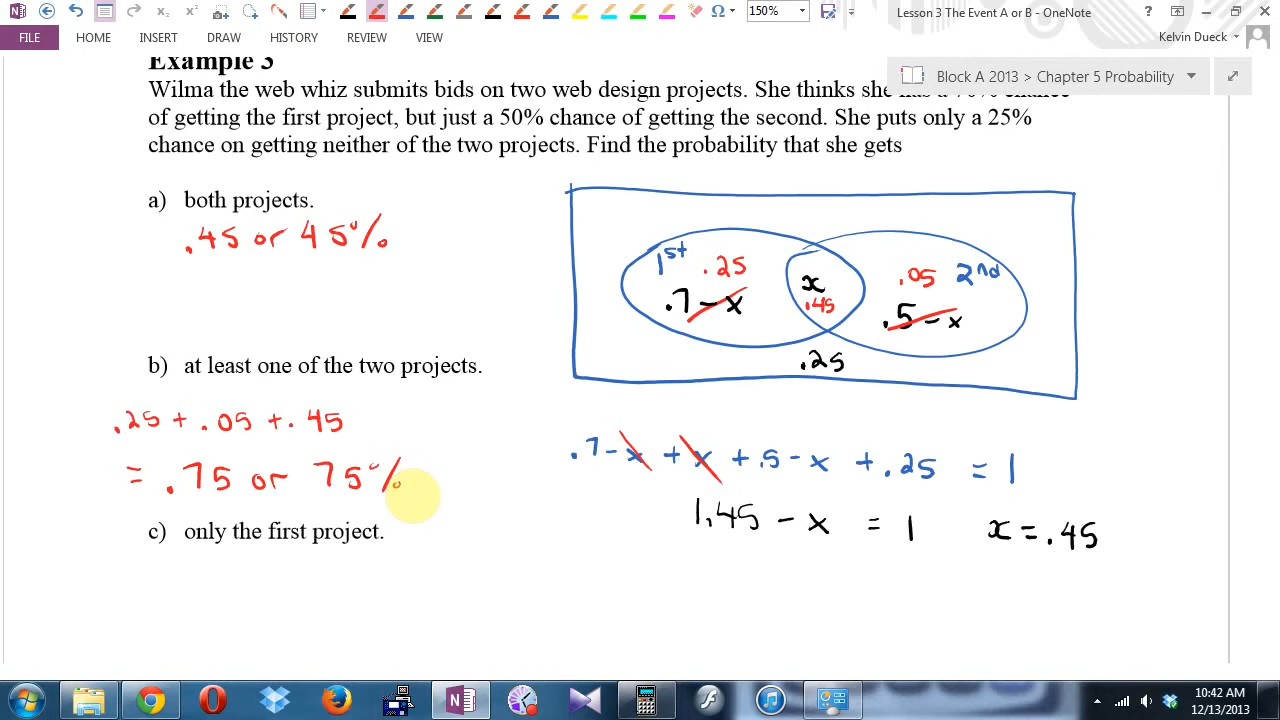 Lesson 3 The Event A or B - OneNote
150%
FILE HOME INSERT DRAW HISTORY REVIEW VIEW
Kelvin Dueck
Block A 2013 > Chapter 5 Probability
Example 3
Wilma the web whiz submits bids on two web design projects. She thinks she has a 70% chance
of getting the first project, but just a 50% chance of getting the second. She puts only a 25%
chance on getting neither of the two projects. Find the probability that she gets
a) both projects.
.45 or 45%
1st .25 x .05 2nd
.7 - x .45 .5 - x
.25
b) at least one of the two projects.
.25 + .05 + .45
= .75 or 75%
.7 - x + x + .5 - x + .25 = 1
1.45 - x = 1 x = .45
c) only the first project.
10:42 AM
12/13/2013